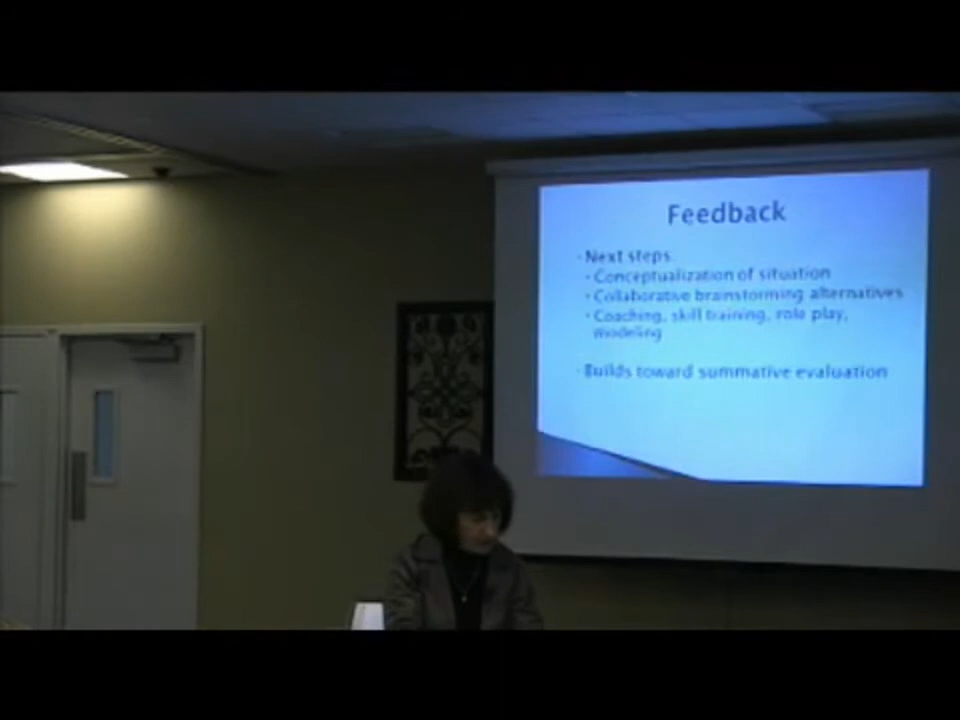 Feedback
• Next steps
• Conceptualization of situation
• Collaborative brainstorming alternatives
• Coaching, skill training, role play,
modeling
• Builds toward summative evaluation